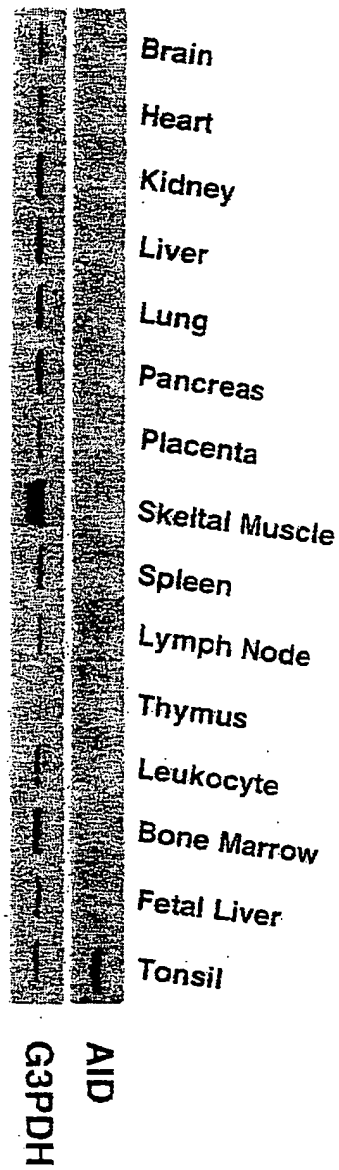 Brain
Heart
Kidney
Liver
Lung
Pancreas
Placenta
Skeltal Muscle
Spleen
Lymph Node
Thymus
Leukocyte
Bone Marrow
Fetal Liver
Tonsil
AID
G3PDH